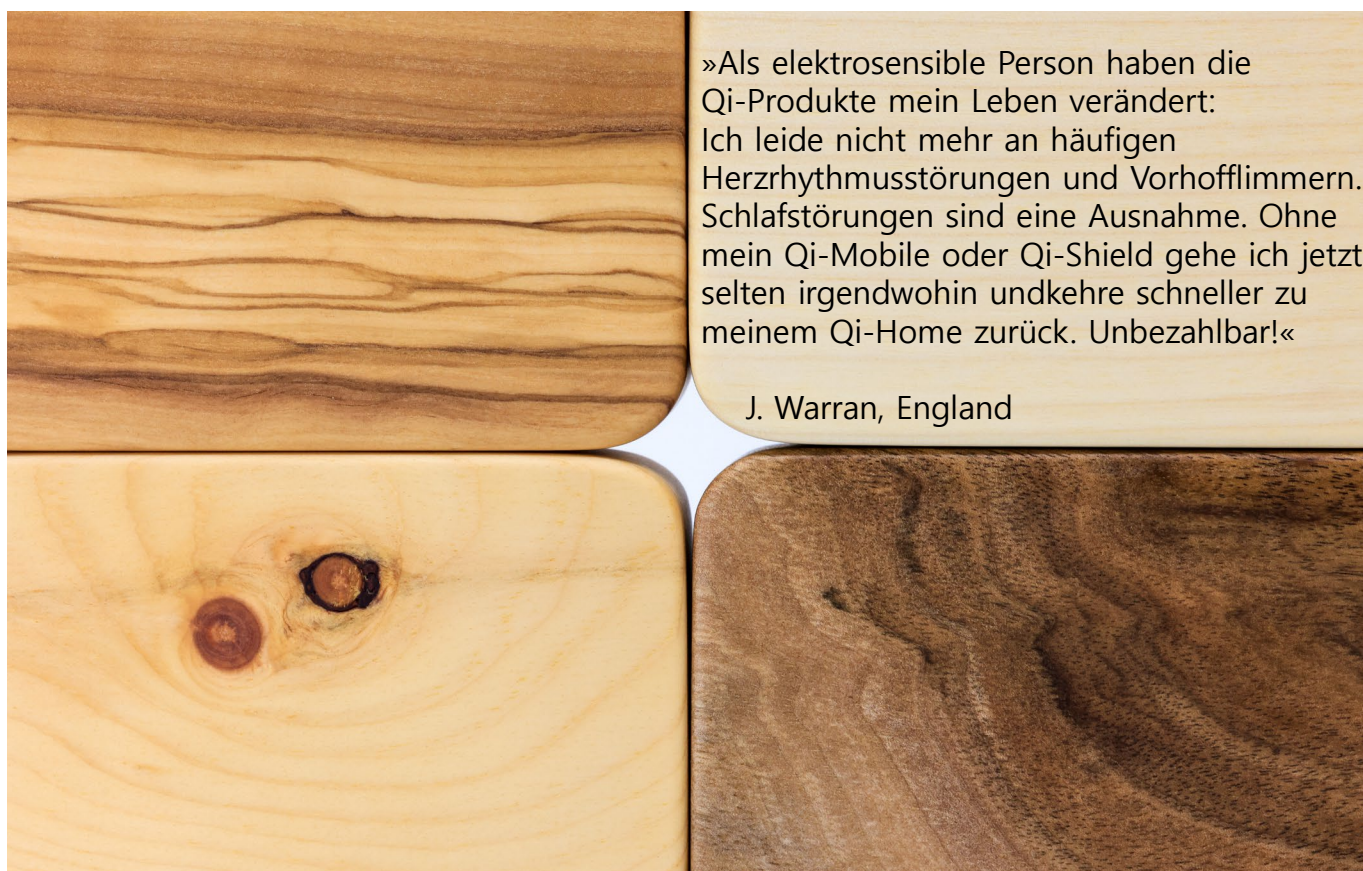 »Als elektrosensible Person haben die
Qi-Produkte mein Leben verändert:
Ich leide nicht mehr an häufigen
Herzrhythmusstörungen und Vorhofflimmern.
Schlafstörungen sind eine Ausnahme. Ohne
mein Qi-Mobile oder Qi-Shield gehe ich jetzt
selten irgendwohin undkehre schneller zu
meinem Qi-Home zurück. Unbezahlbar!«
J. Warran, England